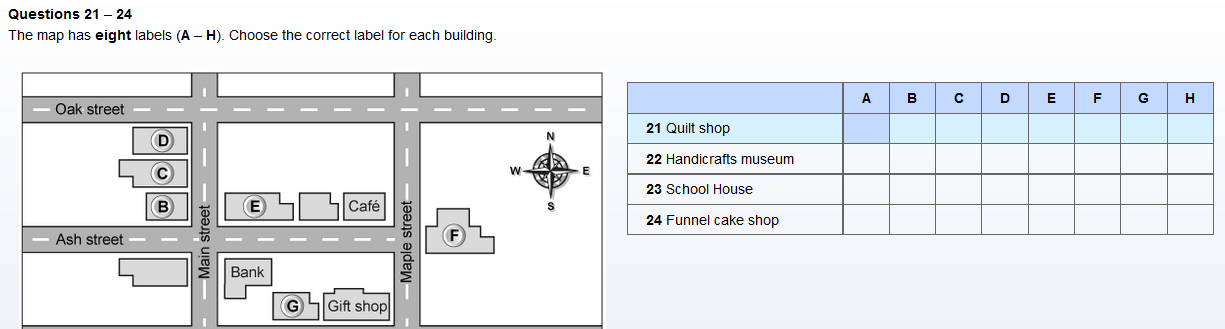 Questions 21 – 24
The map has eight labels (A – H). Choose the correct label for each building.
Oak street
D
C
B
E
Café
Ash street
Main street
Maple street
F
Bank
G
Gift shop
N
W
E
S
A B C D E F G H
21 Quilt shop
22 Handicrafts museum
23 School House
24 Funnel cake shop